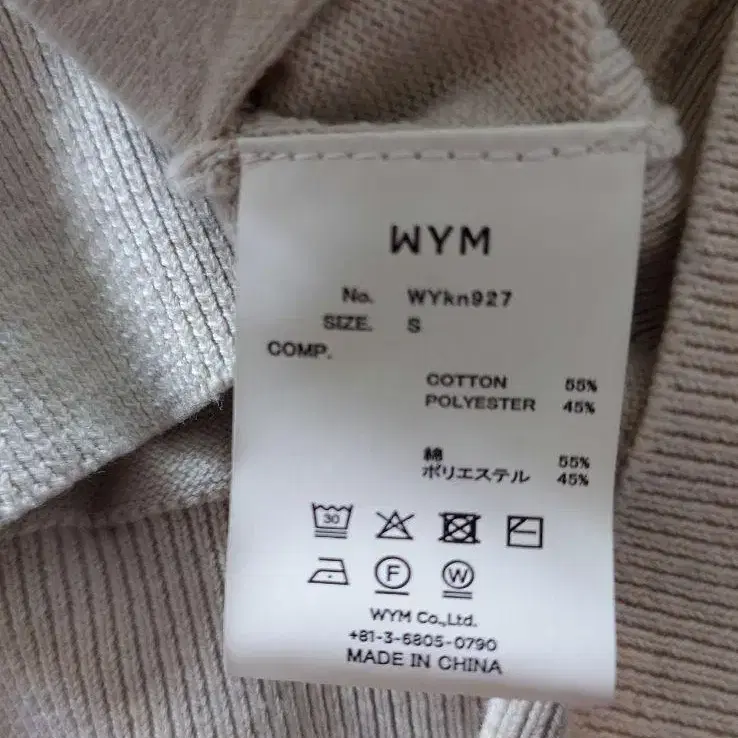 WYM
No. WYkn927
SIZE. S
COMP.
COTTON 55%
POLYESTER 45%
綿 55%
ポリエステル 45%
30
F W
WYM Co.,Ltd.
+81-3-6805-0790
MADE IN CHINA